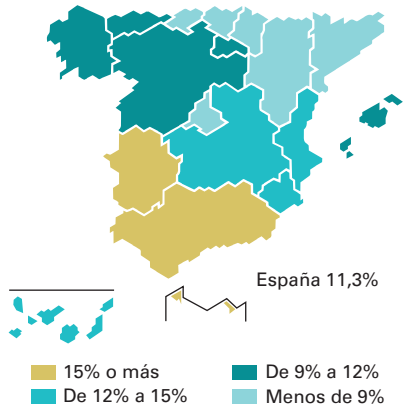 España 11,3%
15% o más
De 9% a 12%
De 12% a 15%
Menos de 9%